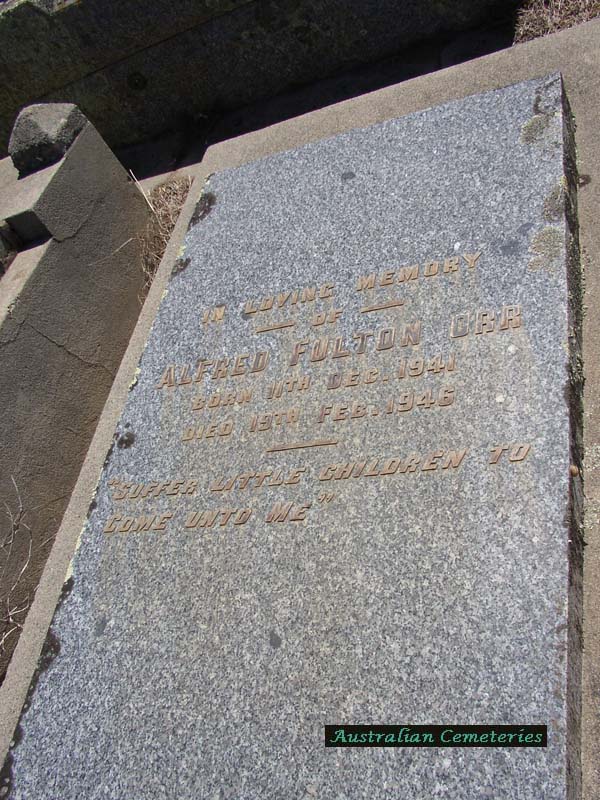 IN LOVING MEMORY
OF
ALFRED FULTON ORR
BORN 11TH DEC. 1941
DIED 19TH FEB. 1946
"SUFFER LITTLE CHILDREN TO
COME UNTO ME"
Australian Cemeteries